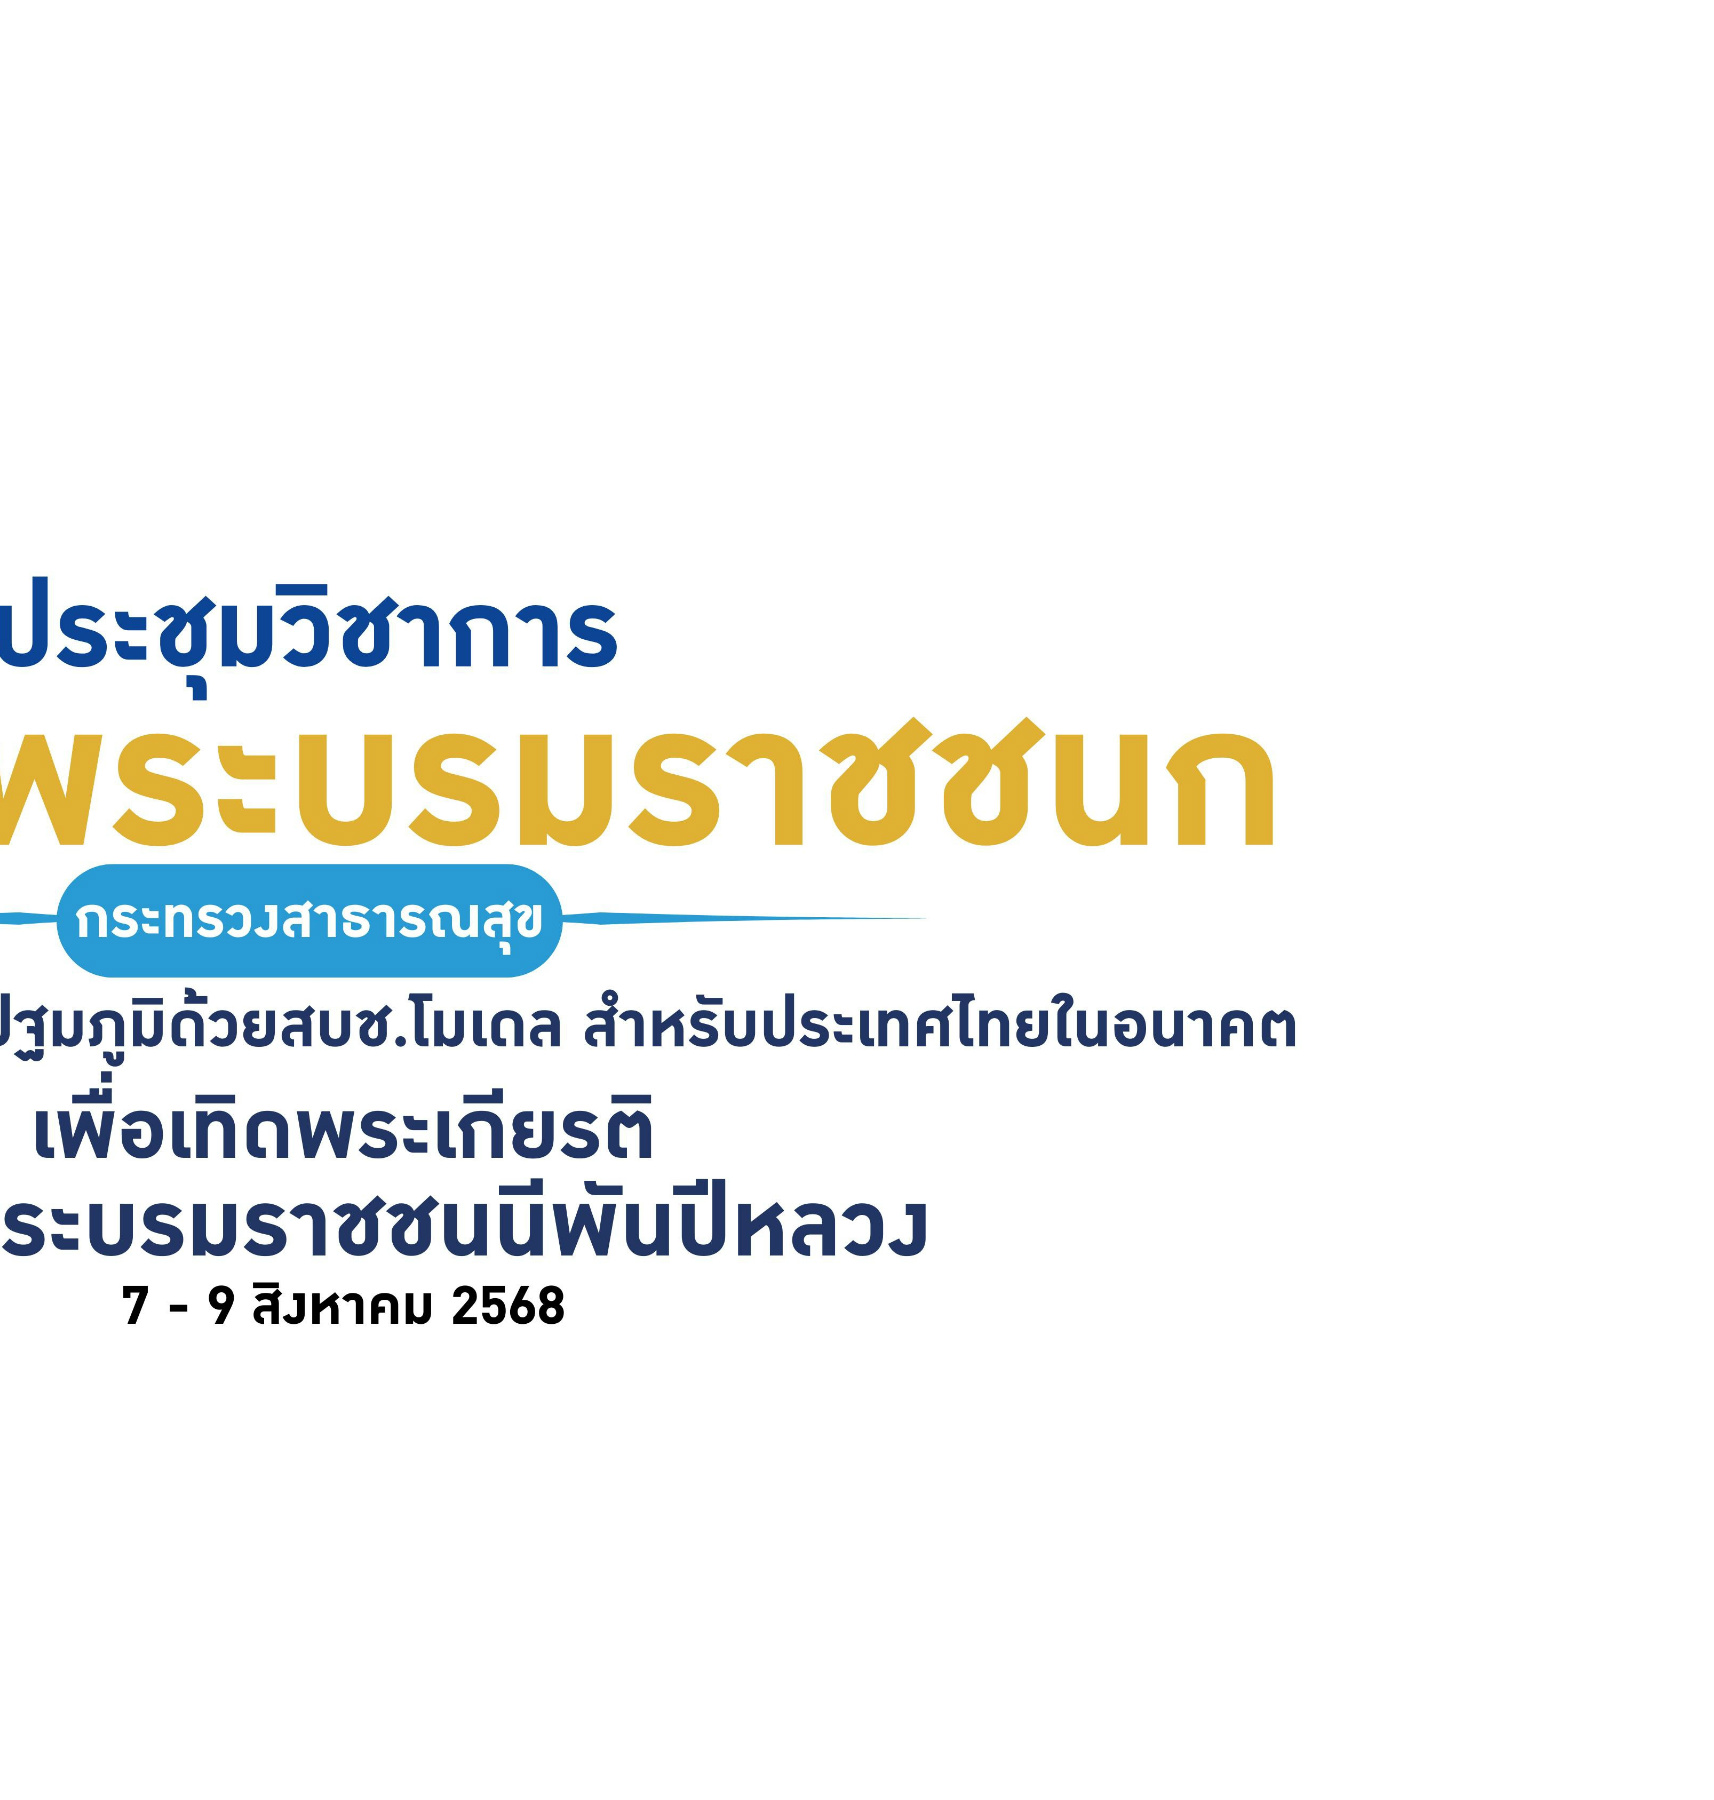 ประชุมวิชาการ
พระบรมราชชนก
กระทรวงสาธารณสุข
ปฐมภูมิด้วยสบช.โมเดล สำหรับประเทศไทยในอนาคต
เพื่อเทิดพระเกียรติ
ระบรมราชชนนีพันปีหลวง
7 - 9 สิงหาคม 2568